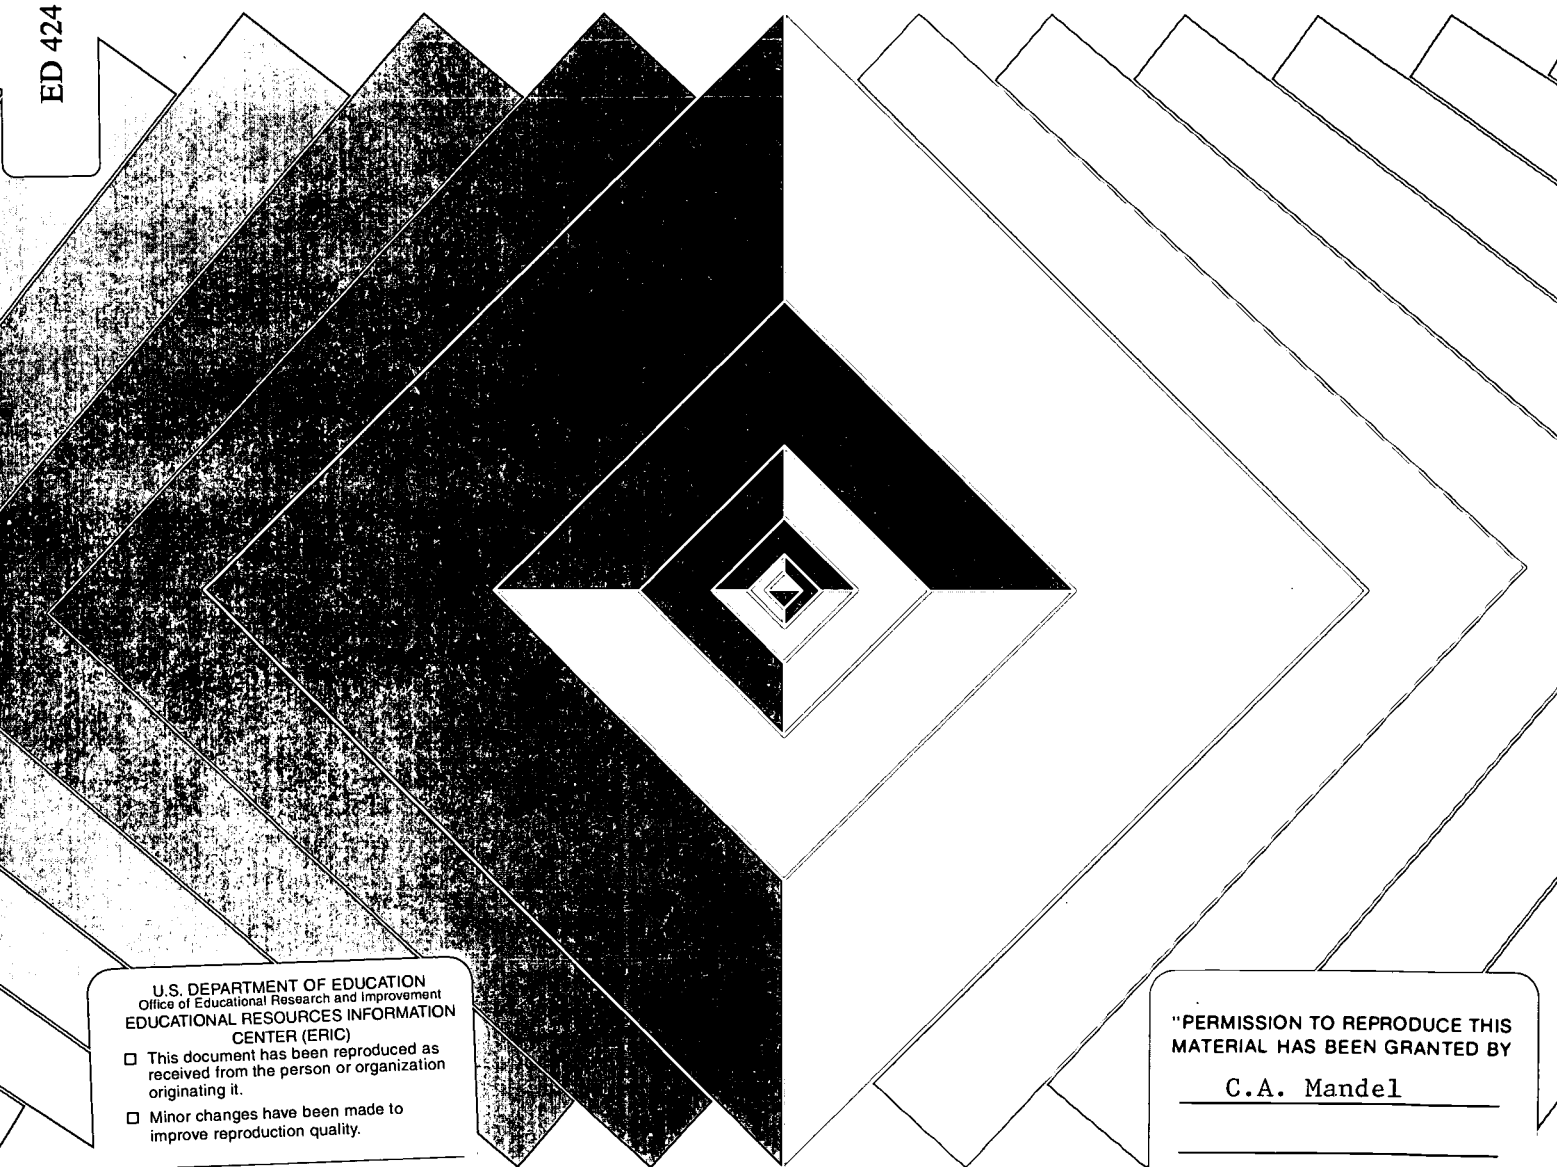 ED 424
U.S. DEPARTMENT OF EDUCATION
Office of Educational Research and Improvement
EDUCATIONAL RESOURCES INFORMATION
CENTER (ERIC)
□ This document has been reproduced as
received from the person or organization
originating it.
□ Minor changes have been made to
improve reproduction quality.
"PERMISSION TO REPRODUCE THIS
MATERIAL HAS BEEN GRANTED BY
C.A. Mandel